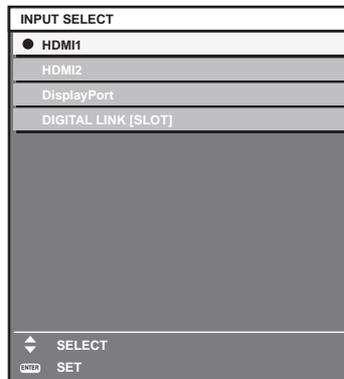 INPUT SELECT
HDMI1
HDMI2
DisplayPort
DIGITAL LINK [SLOT]
SELECT
ENTER SET